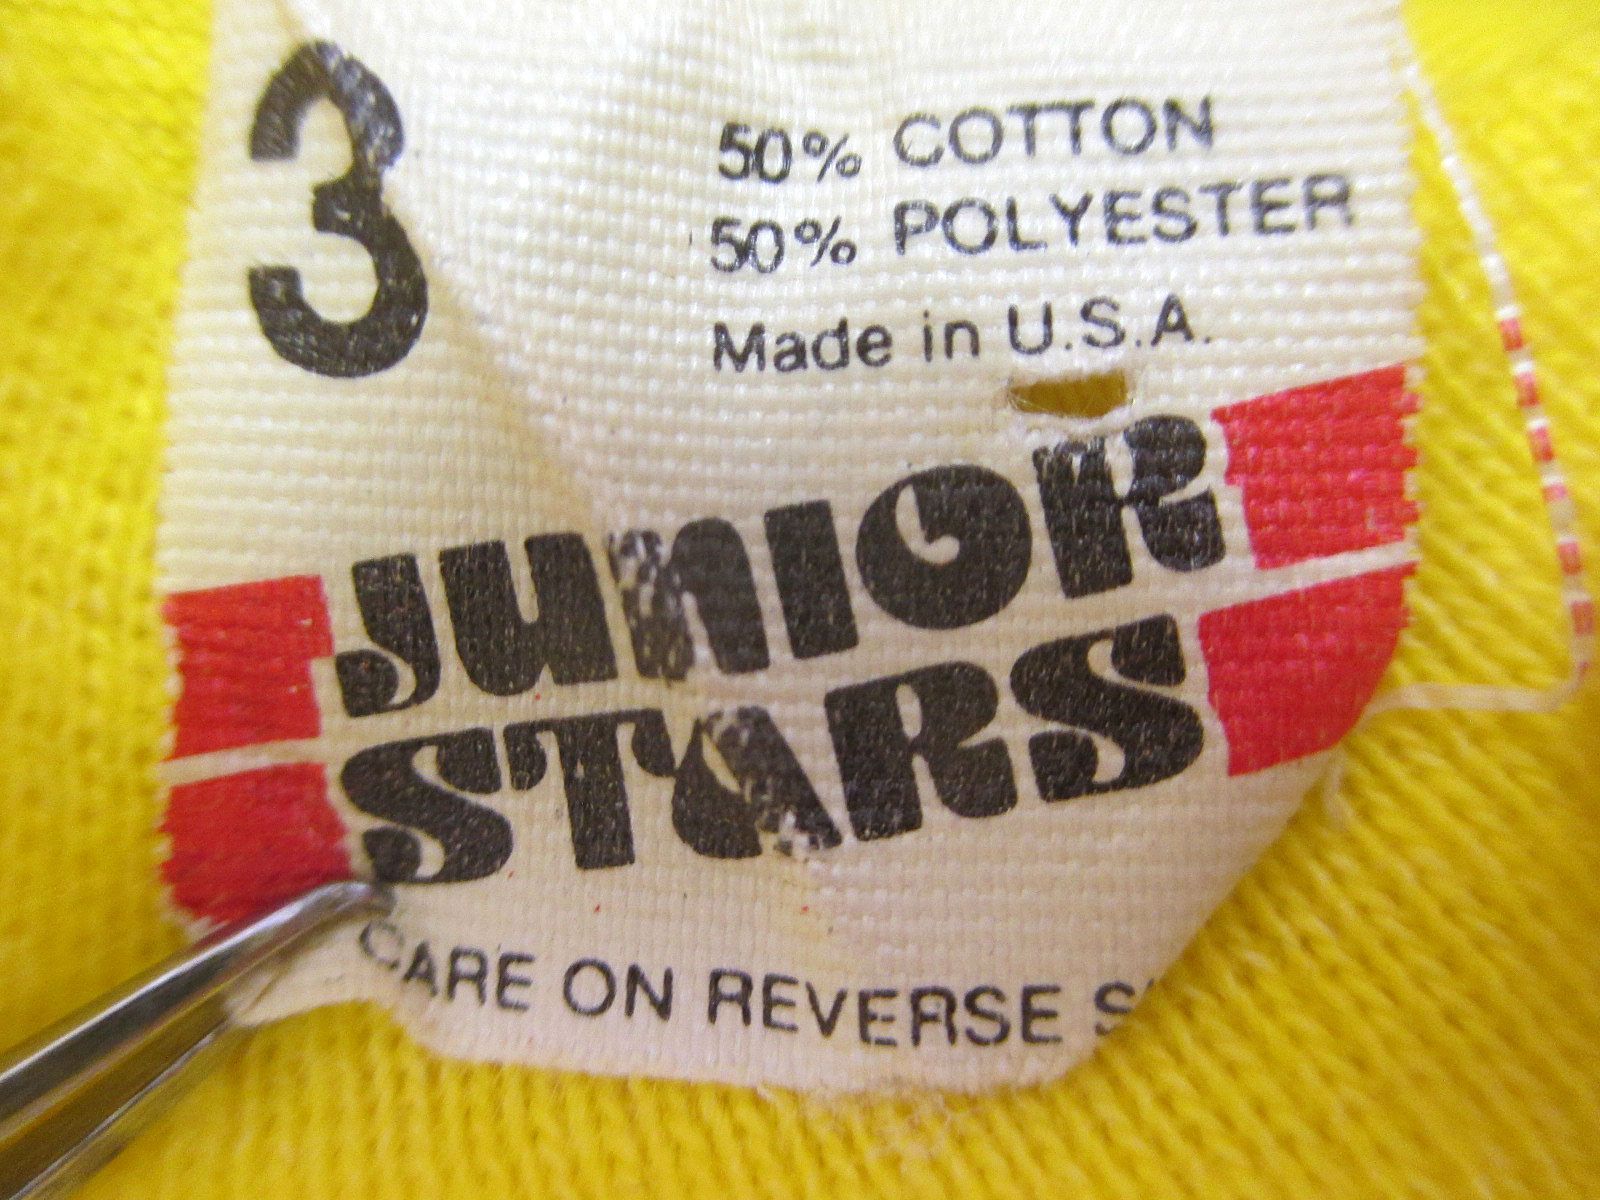 3
50% COTTON
50% POLYESTER
Made in U.S.A.
JUNIOR
STARS
CARE ON REVERSE